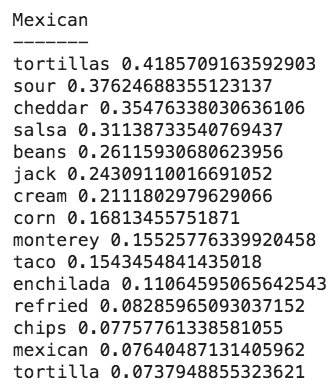 Mexican
-------
tortillas 0.4185709163592903
sour 0.37624688355123137
cheddar 0.35476338030636106
salsa 0.31138733540769437
beans 0.26115930680623956
jack 0.24309110016691052
cream 0.2111802979629066
corn 0.16813455751871
monterey 0.15525776339920458
taco 0.1543454841435018
enchilada 0.11064595065642543
refried 0.08285965093037152
chips 0.07757761338581055
mexican 0.07640487131405962
tortilla 0.0737948855323621